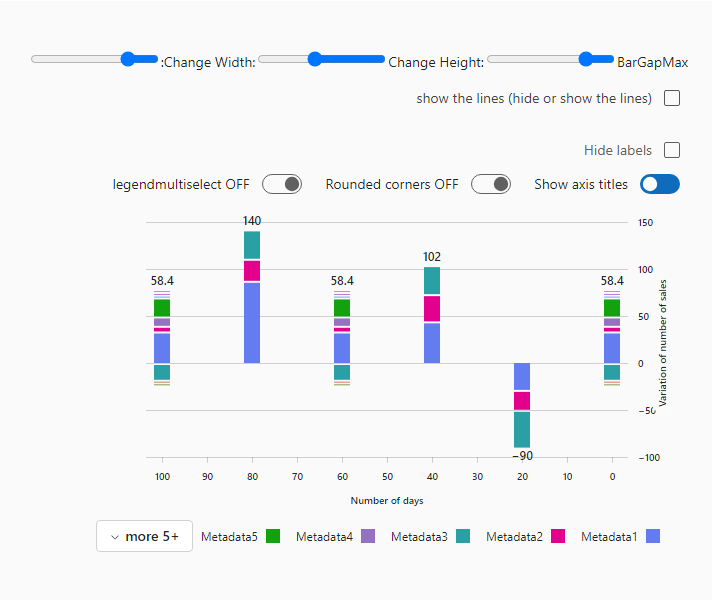 :Change Width: Change Height: BarGapMax
show the lines (hide or show the lines)
Hide labels
legendmultiselect OFF Rounded corners OFF Show axis titles
150
140
100
102
58.4 58.4 58.4
50
0
−50
−90
−100
Variation of number of sales
100 90 80 70 60 50 40 30 20 10 0
Number of days
more 5+ Metadata5 Metadata4 Metadata3 Metadata2 Metadata1